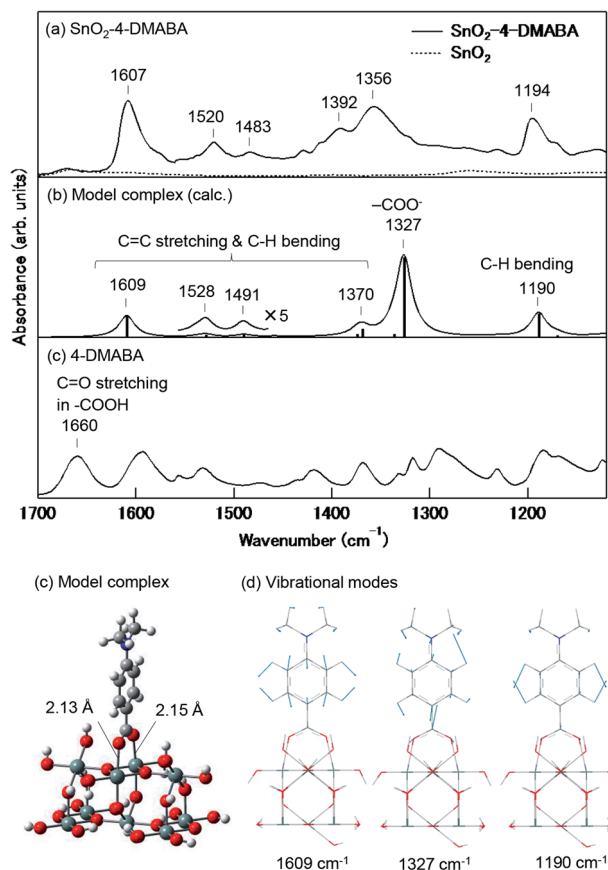 (a) SnO₂-4-DMABA
SnO₂-4-DMABA
SnO₂
1607
1520
1483
1392
1356
1194
(b) Model complex (calc.)
–COO⁻
1327
C=C stretching & C-H bending
C-H bending
1609
1528
1491
×5
1370
1190
(c) 4-DMABA
C=O stretching
in -COOH
1660
Absorbance (arb. units)
1700 1600 1500 1400 1300 1200
Wavenumber (cm⁻¹)
(c) Model complex
(d) Vibrational modes
2.13 Å
2.15 Å
1609 cm⁻¹
1327 cm⁻¹
1190 cm⁻¹